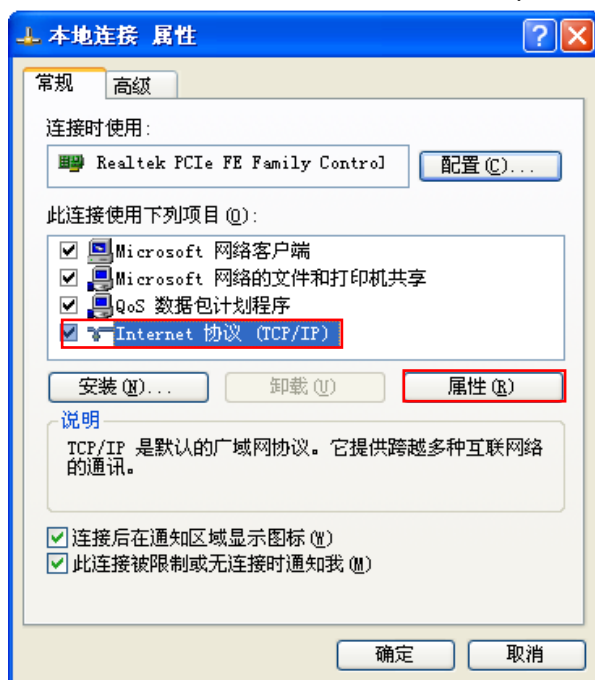 本地连接 属性
常规 高级
连接时使用:
Realtek PCIe FE Family Control
配置(C)...
此连接使用下列项目(O):
Microsoft 网络客户端
Microsoft 网络的文件和打印机共享
QoS 数据包计划程序
Internet 协议 (TCP/IP)
安装(N)... 卸载(U) 属性(R)
说明
TCP/IP 是默认的广域网协议。它提供跨越多种互联网络
的通讯。
连接后在通知区域显示图标(W)
此连接被限制或无连接时通知我(M)
确定 取消